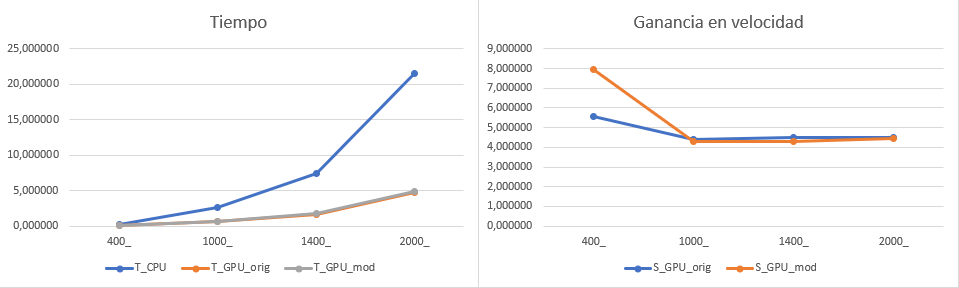 Tiempo
25,000000
20,000000
15,000000
10,000000
5,000000
0,000000
400_ 1000_ 1400_ 2000_
T_CPU T_GPU_orig T_GPU_mod
Ganancia en velocidad
9,000000
8,000000
7,000000
6,000000
5,000000
4,000000
3,000000
2,000000
1,000000
0,000000
400_ 1000_ 1400_ 2000_
S_GPU_orig S_GPU_mod